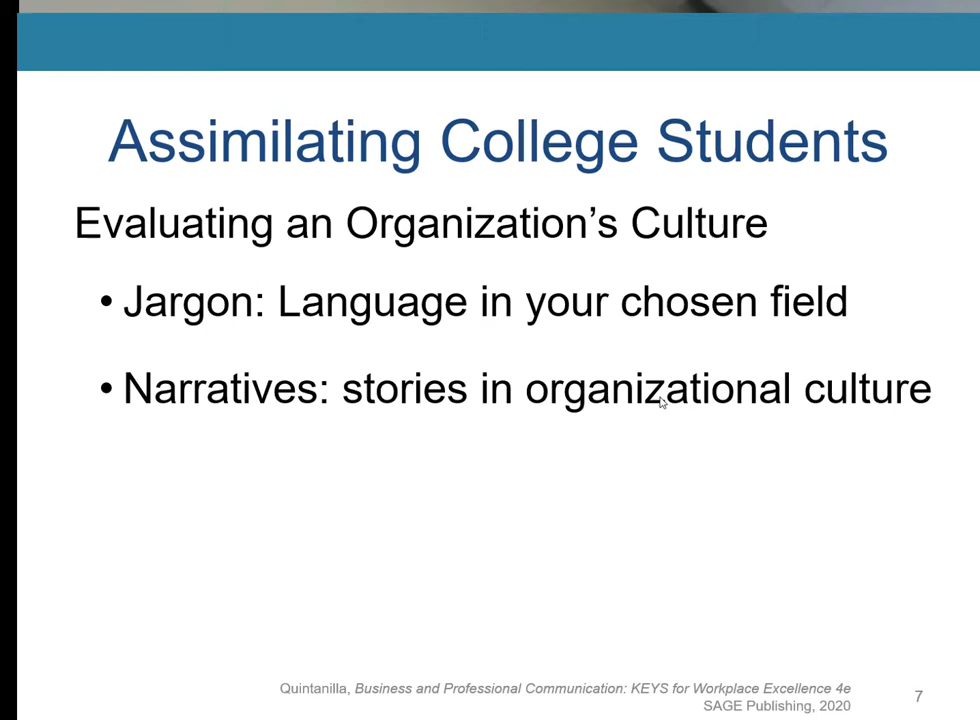 Assimilating College Students
Evaluating an Organization’s Culture
• Jargon: Language in your chosen field
• Narratives: stories in organizational culture
Quintanilla, Business and Professional Communication: KEYS for Workplace Excellence 4e
SAGE Publishing, 2020
7